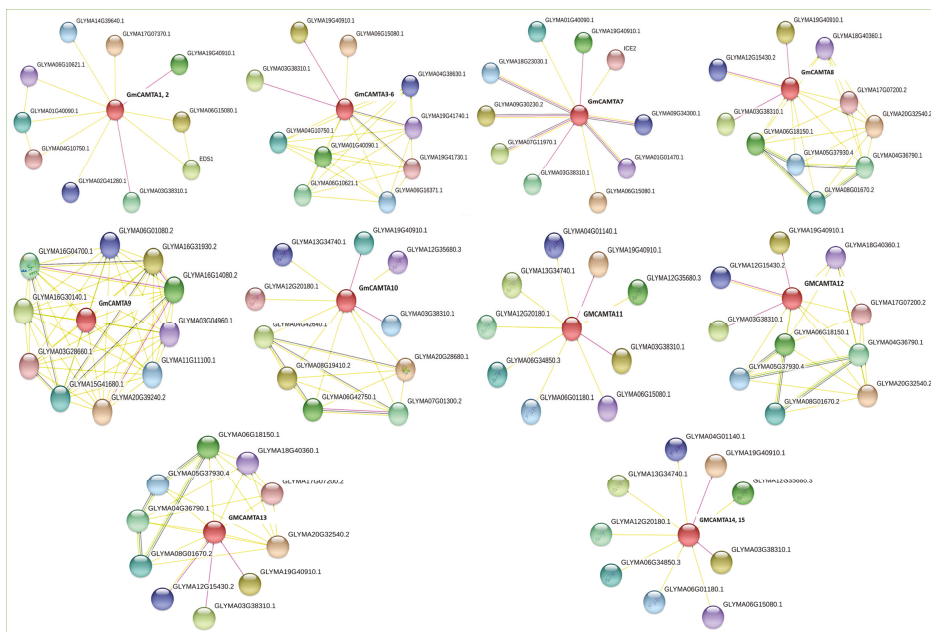 GLYMA14G39640.1
GLYMA17G07370.1
GLYMA19G40910.1
GLYMA06G10621.1
GmCAMTA1, 2
GLYMA01G40090.1
GLYMA06G15080.1
GLYMA04G10750.1
EDS1
GLYMA02G41280.1
GLYMA03G38310.1
GLYMA19G40910.1
GLYMA06G15080.1
GLYMA03G38310.1
GLYMA04G38630.1
GmCAMTA3-6
GLYMA19G41740.1
GLYMA04G10750.1
GLYMA01G40090.1
GLYMA19G41730.1
GLYMA06G10621.1
GLYMA06G16371.1
GLYMA01G40090.1
GLYMA19G40910.1
ICE2
GLYMA18G23030.1
GmCAMTA7
GLYMA09G30230.2
GLYMA09G34300.1
GLYMA07G11970.1
GLYMA03G38310.1
GLYMA01G01470.1
GLYMA06G15080.1
GLYMA19G40910.1
GLYMA18G40360.1
GLYMA12G15430.2
GmCAMTA8
GLYMA17G07200.2
GLYMA03G38310.1
GLYMA20G32540.2
GLYMA06G18150.1
GLYMA05G37930.4
GLYMA04G36790.1
GLYMA08G01670.2
GLYMA06G01080.2
GLYMA16G04700.1
GLYMA16G31930.2
GLYMA16G14080.2
GLYMA16G30140.1
GmCAMTA9
GLYMA03G04960.1
GLYMA03G28660.1
GLYMA11G11100.1
GLYMA15G41680.1
GLYMA20G39240.2
GLYMA19G40910.1
GLYMA13G34740.1
GLYMA12G35680.3
GLYMA12G20180.1
GmCAMTA10
GLYMA03G38310.1
GLYMA04G42640.1
GLYMA08G19410.2
GLYMA20G28680.1
GLYMA06G42750.1
GLYMA07G01300.2
GLYMA04G01140.1
GLYMA19G40910.1
GLYMA13G34740.1
GLYMA12G35680.3
GLYMA12G20180.1
GMCAMTA11
GLYMA03G38310.1
GLYMA06G34850.3
GLYMA06G01180.1
GLYMA06G15080.1
GLYMA19G40910.1
GLYMA18G40360.1
GLYMA12G15430.2
GMCAMTA12
GLYMA17G07200.2
GLYMA03G38310.1
GLYMA06G18150.1
GLYMA04G36790.1
GLYMA05G37930.4
GLYMA20G32540.2
GLYMA08G01670.2
GLYMA06G18150.1
GLYMA18G40360.1
GLYMA05G37930.4
GLYMA17G07200.2
GLYMA04G36790.1
GMCAMTA13
GLYMA20G32540.2
GLYMA08G01670.2
GLYMA19G40910.1
GLYMA12G15430.2
GLYMA03G38310.1
GLYMA04G01140.1
GLYMA19G40910.1
GLYMA13G34740.1
GLYMA12G35680.3
GLYMA12G20180.1
GMCAMTA14, 15
GLYMA03G38310.1
GLYMA06G34850.3
GLYMA06G01180.1
GLYMA06G15080.1